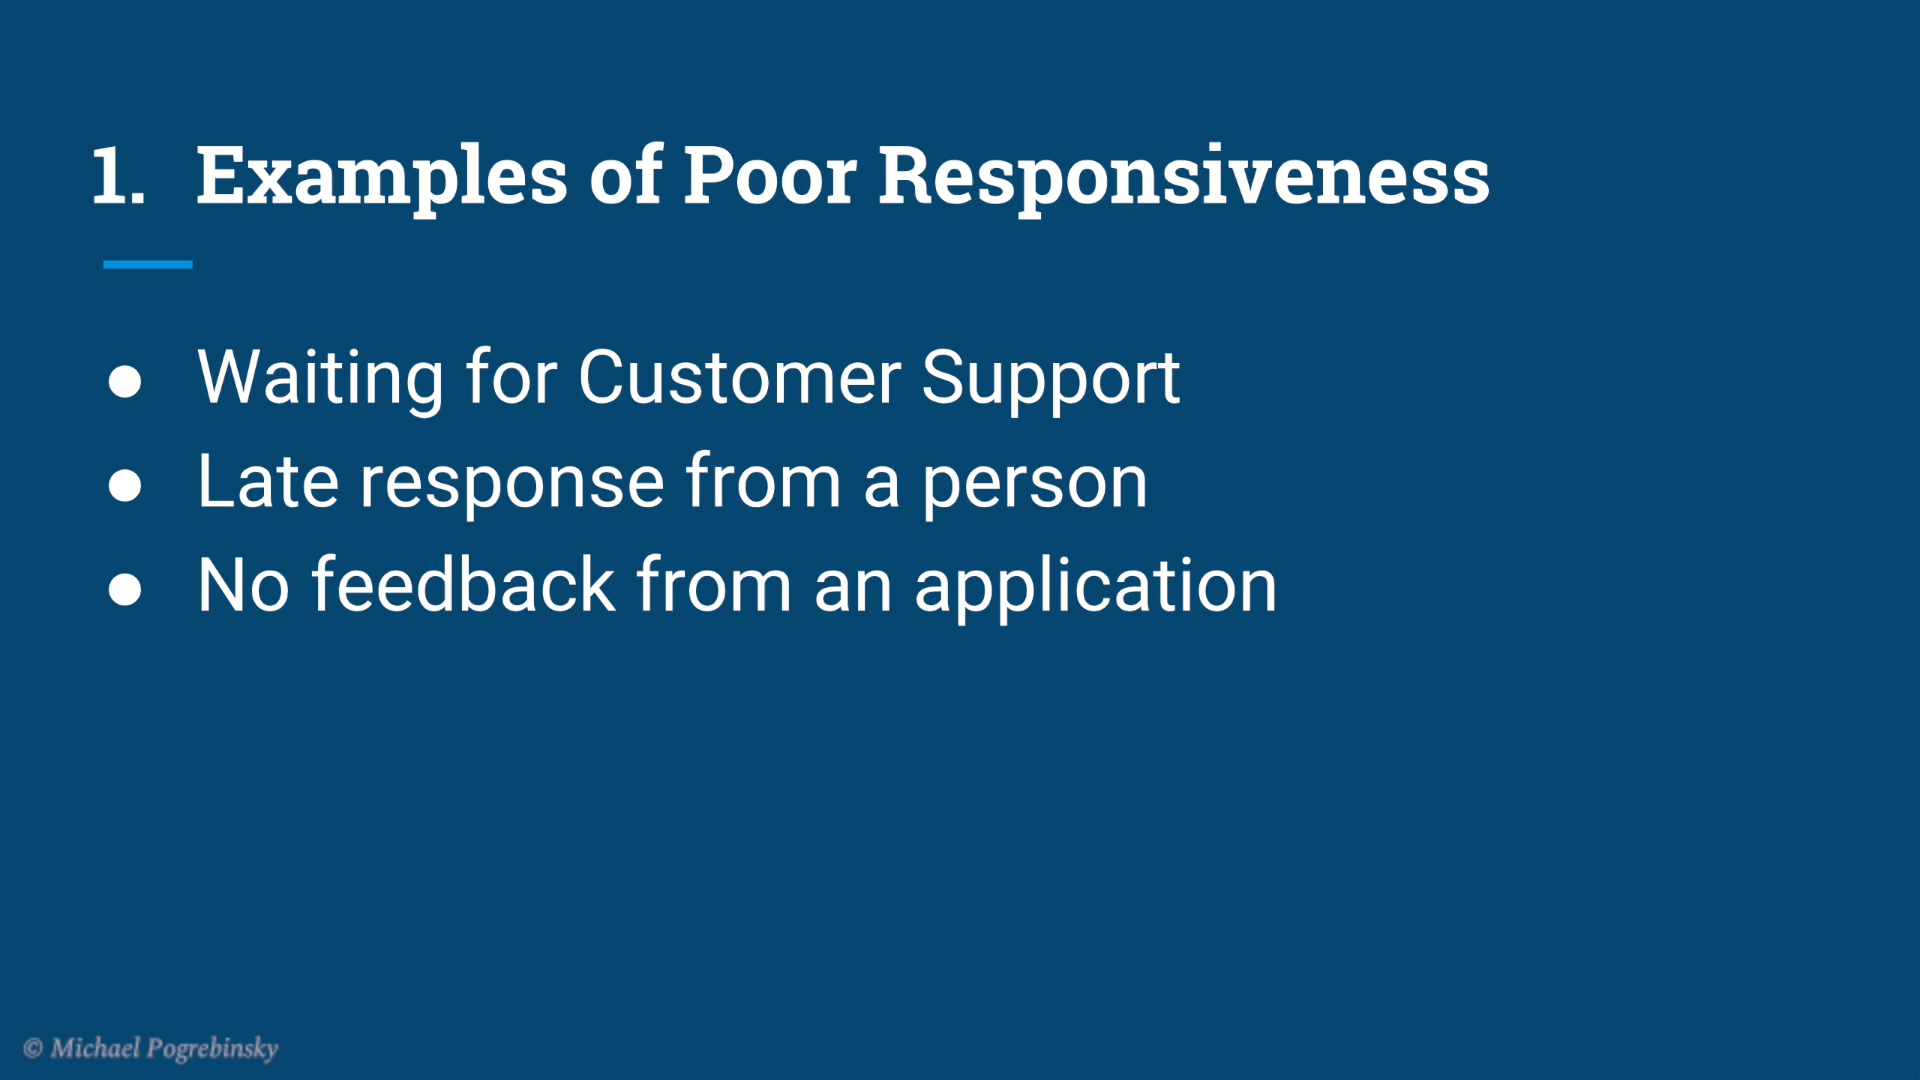 1. Examples of Poor Responsiveness
● Waiting for Customer Support
● Late response from a person
● No feedback from an application
© Michael Pogrebinsky